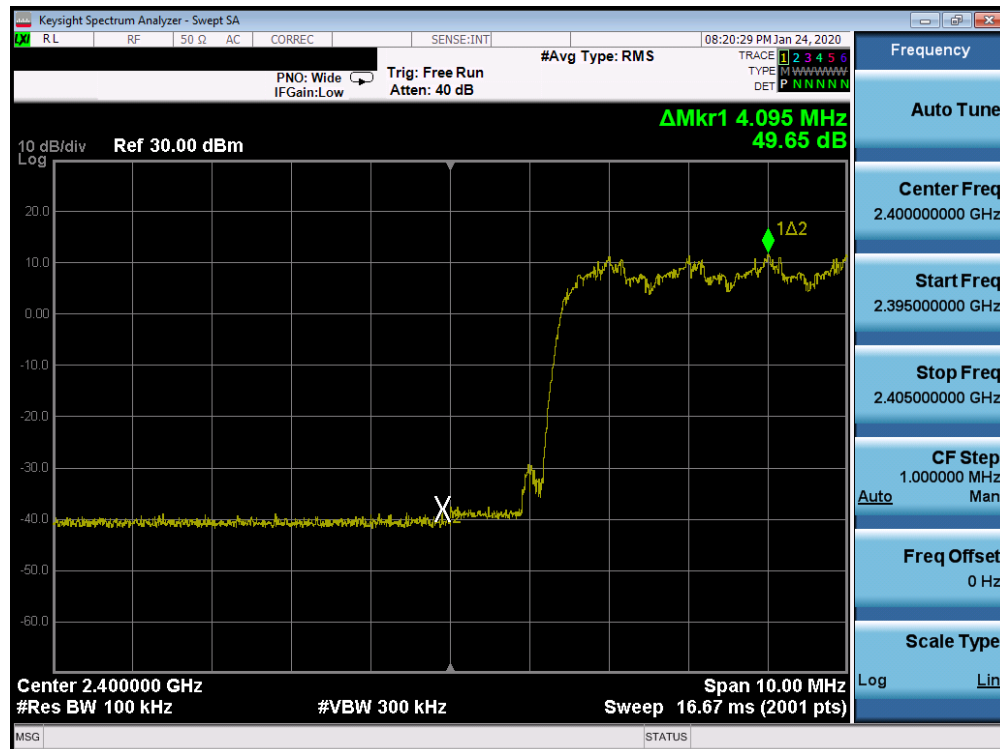 Keysight Spectrum Analyzer - Swept SA
LXI RL RF 50 Ω AC CORREC SENSE:INT 08:20:29 PM Jan 24, 2020
#Avg Type: RMS
TRACE 1 2 3 4 5 6
PNO: Wide Trig: Free Run
TYPE M WWWWW
IFGain:Low Atten: 40 dB
DET P N N N N N
ΔMkr1 4.095 MHz
49.65 dB
10 dB/div Ref 30.00 dBm
Log
1Δ2
20.0
10.0
0.00
-10.0
-20.0
-30.0
-40.0
X2
-50.0
-60.0
Center 2.400000 GHz Span 10.00 MHz
#Res BW 100 kHz #VBW 300 kHz Sweep 16.67 ms (2001 pts)
MSG STATUS
Frequency
Auto Tune
Center Freq
2.400000000 GHz
Start Freq
2.395000000 GHz
Stop Freq
2.405000000 GHz
CF Step
1.000000 MHz
Auto Man
Freq Offset
0 Hz
Scale Type
Log Lin